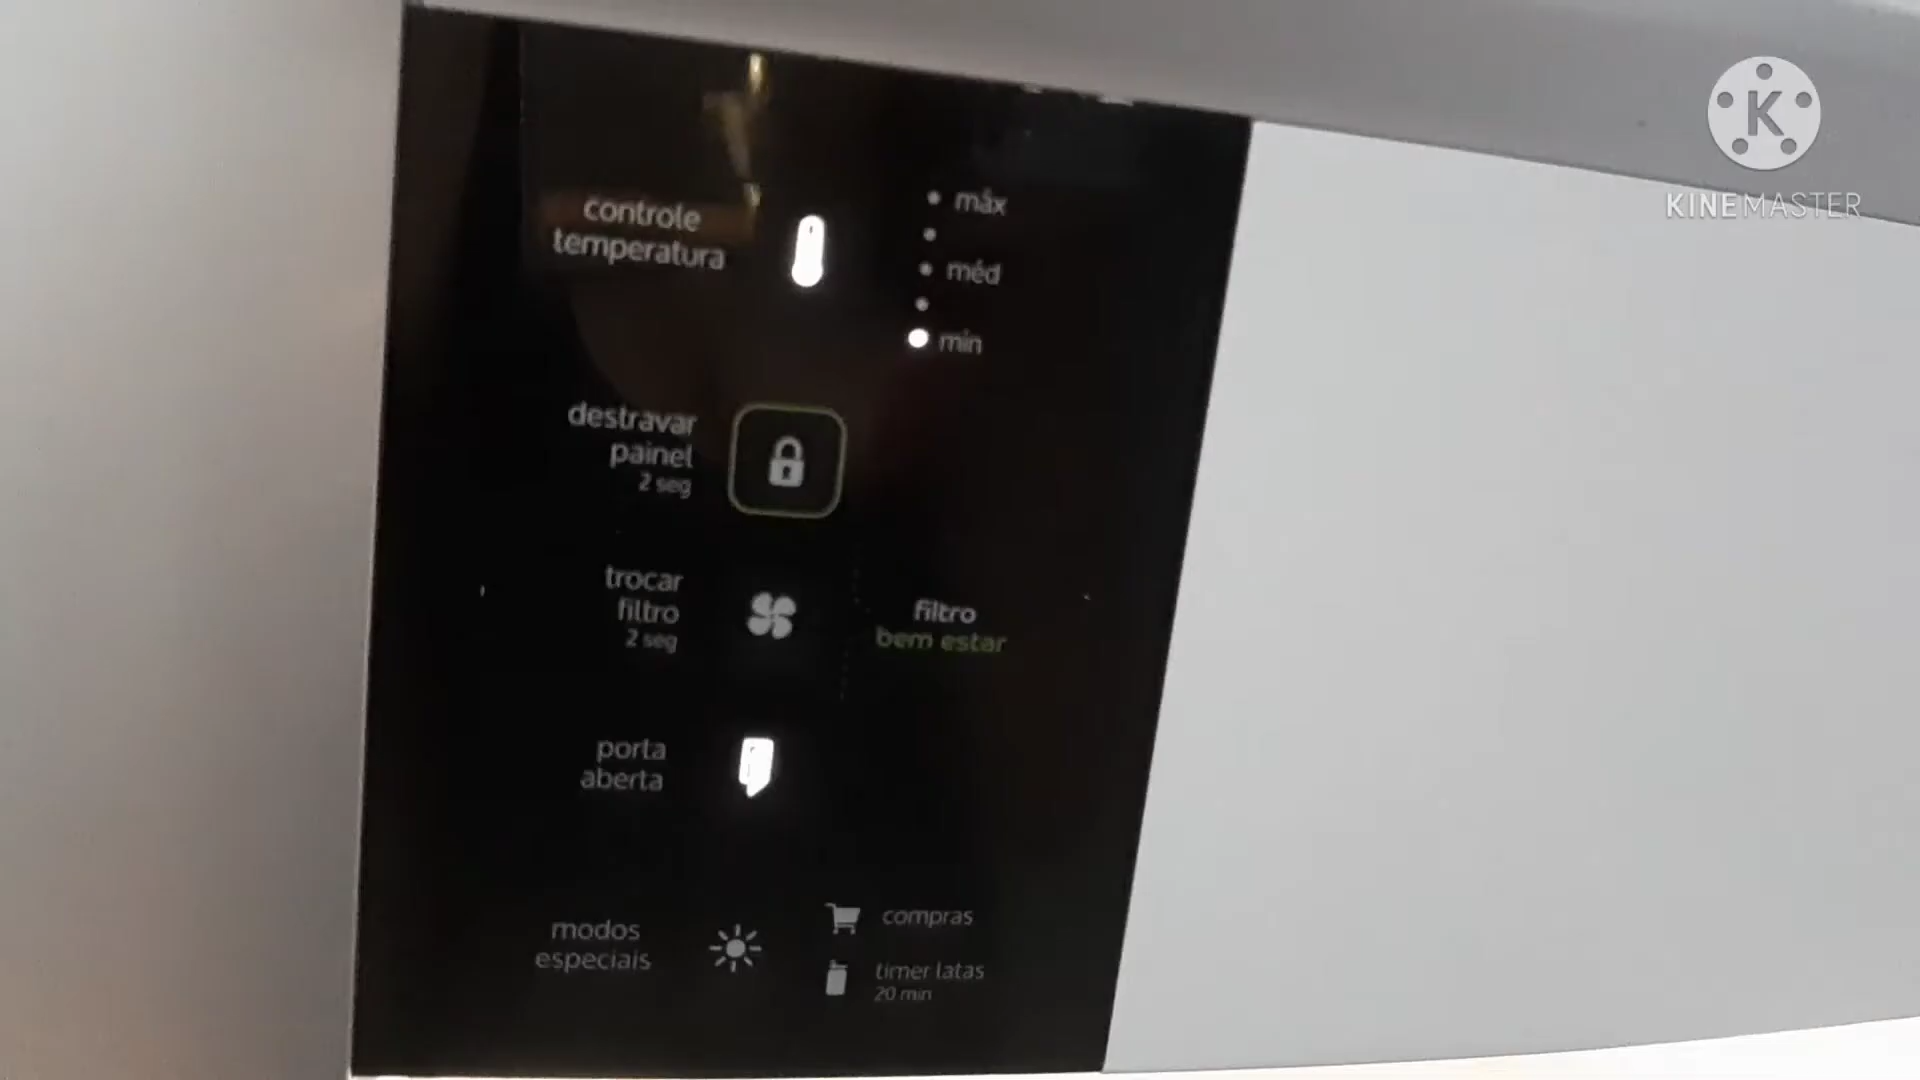 controle
temperatura
máx
méd
min
destravar
painel
2 seg
trocar
filtro
2 seg
filtro
bem estar
porta
aberta
modos
especiais
compras
timer latas
20 min
K
KINEMASTER